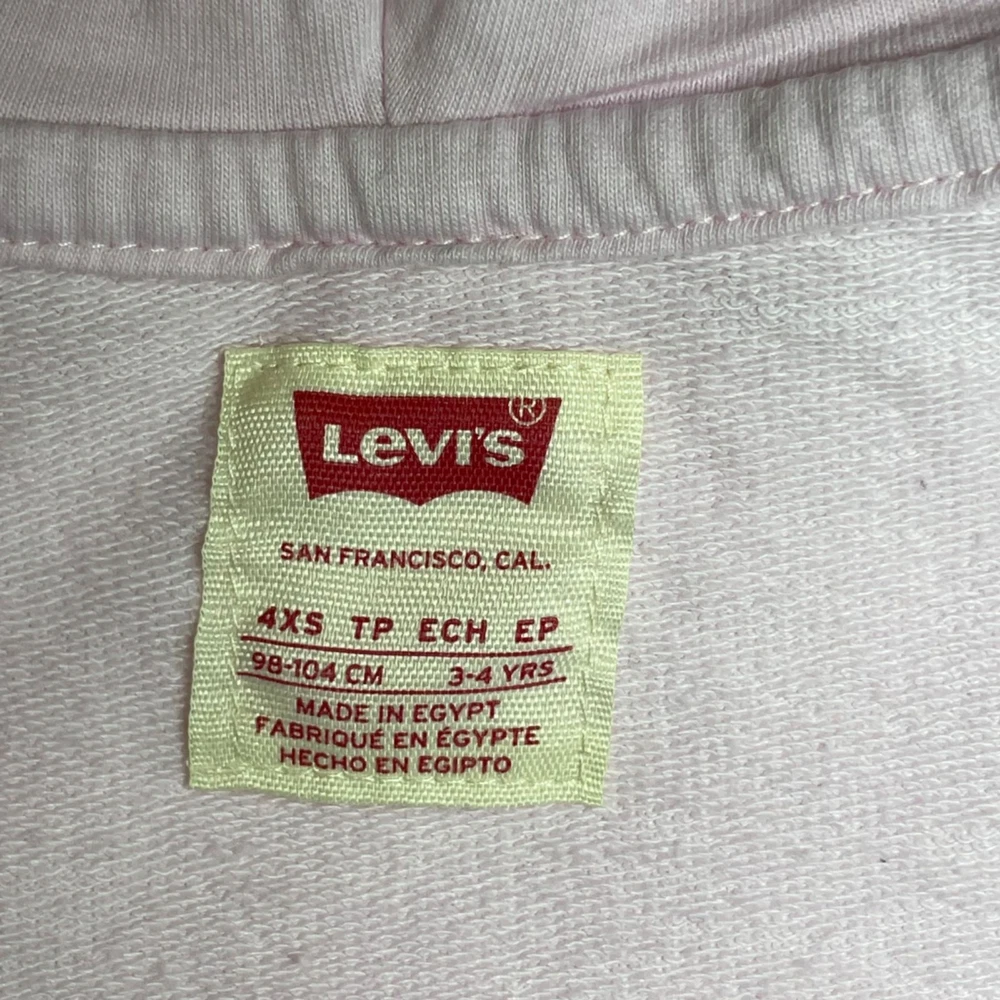 LEVI'S ®
SAN FRANCISCO, CAL.
4XS TP ECH EP
98-104 CM 3-4 YRS
MADE IN EGYPT
FABRIQUÉ EN ÉGYPTE
HECHO EN EGIPTO